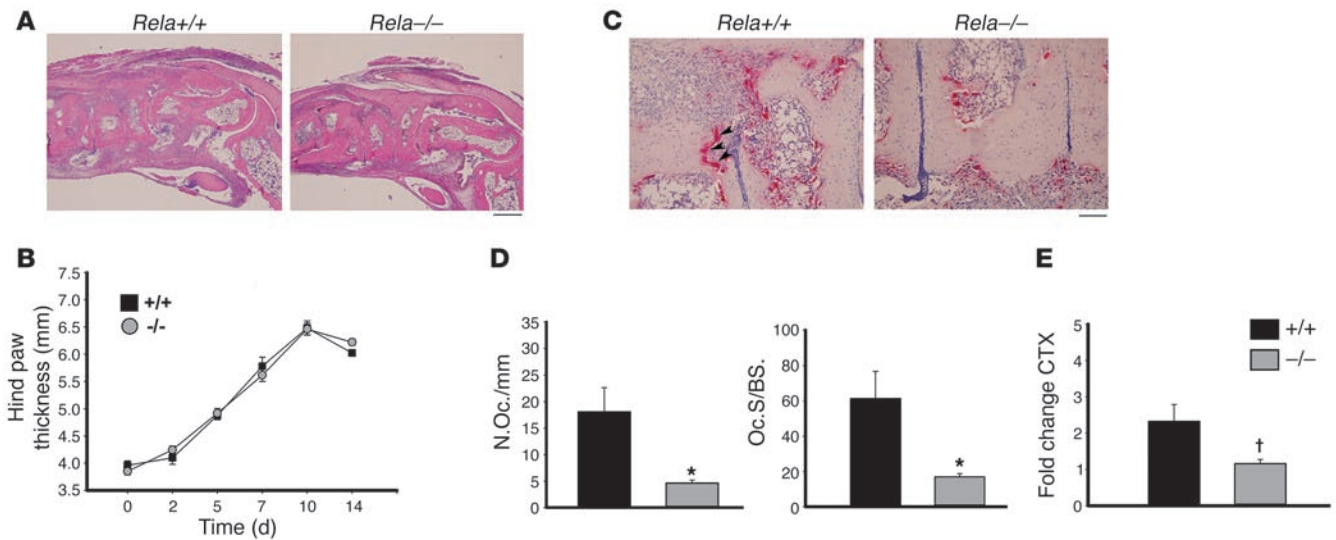 A
Rela+/+
Rela–/–
C
Rela+/+
Rela–/–
B
7.5
7.0
6.5
6.0
5.5
5.0
4.5
4.0
3.5
Hind paw
thickness (mm)
+/+
-/-
0 2 5 7 10 14
Time (d)
D
35
30
25
20
15
10
5
0
N.Oc./mm
*
100
80
60
40
20
0
Oc.S/BS.
*
E
5
4
3
2
1
0
Fold change CTX
+/+
–/–
†